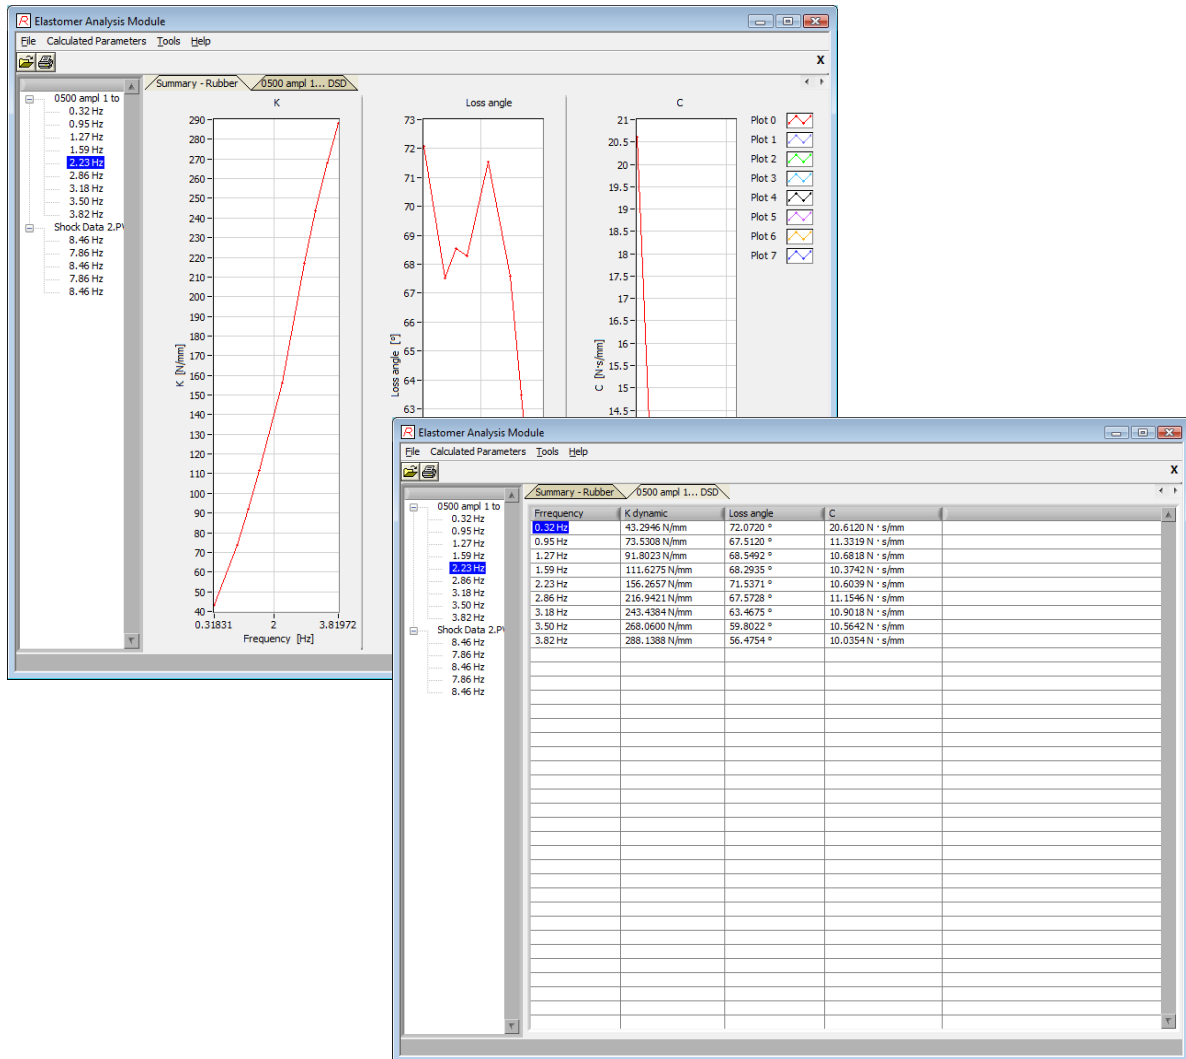 Elastomer Analysis Module
File Calculated Parameters Tools Help
X
Summary - Rubber 0500 ampl 1... DSD
0500 ampl 1 to
0.32 Hz
0.95 Hz
1.27 Hz
1.59 Hz
2.23 Hz
2.86 Hz
3.18 Hz
3.50 Hz
3.82 Hz
Shock Data 2.P
8.46 Hz
7.86 Hz
8.46 Hz
7.86 Hz
8.46 Hz
K
290
280
270
260
250
240
230
220
210
200
190
180
170
160
150
140
130
120
110
100
90
80
70
60
50
40
K [N/mm]
0.31831 2 3.81972
Frequency [Hz]
Loss angle
73
72
71
70
69
68
67
66
65
64
63
Loss angle [°]
C
21
20.5
20
19.5
19
18.5
18
17.5
17
16.5
16
15.5
15
14.5
C [N·s/mm]
Plot 0
Plot 1
Plot 2
Plot 3
Plot 4
Plot 5
Plot 6
Plot 7
Elastomer Analysis Module
File Calculated Parameters Tools Help
X
Summary - Rubber 0500 ampl 1... DSD
0500 ampl 1 to
0.32 Hz
0.95 Hz
1.27 Hz
1.59 Hz
2.23 Hz
2.86 Hz
3.18 Hz
3.50 Hz
3.82 Hz
Shock Data 2.P
8.46 Hz
7.86 Hz
8.46 Hz
7.86 Hz
8.46 Hz
Frrequency K dynamic Loss angle C
0.32 Hz 43.2946 N/mm 72.0720 ° 20.6120 N · s/mm
0.95 Hz 73.5308 N/mm 67.5120 ° 11.3319 N · s/mm
1.27 Hz 91.8023 N/mm 68.5492 ° 10.6818 N · s/mm
1.59 Hz 111.6275 N/mm 68.2935 ° 10.3742 N · s/mm
2.23 Hz 156.2657 N/mm 71.5371 ° 10.6039 N · s/mm
2.86 Hz 216.9421 N/mm 67.5728 ° 11.1546 N · s/mm
3.18 Hz 243.4384 N/mm 63.4675 ° 10.9018 N · s/mm
3.50 Hz 268.0600 N/mm 59.8022 ° 10.5642 N · s/mm
3.82 Hz 288.1388 N/mm 56.4754 ° 10.0354 N · s/mm